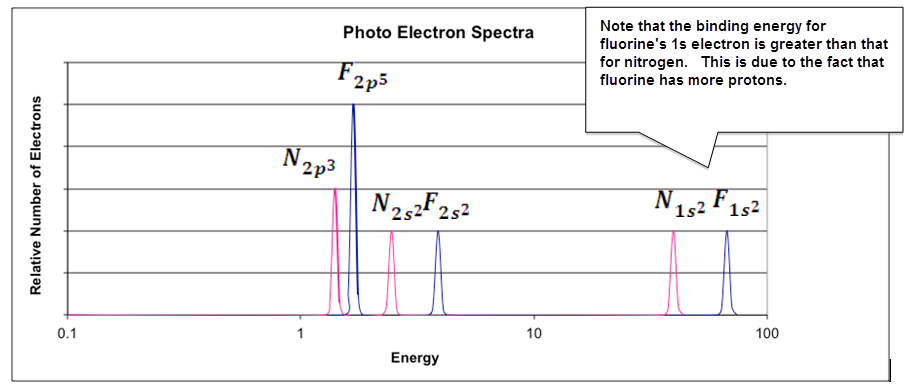 Photo Electron Spectra
Note that the binding energy for
fluorine's 1s electron is greater than that
for nitrogen.   This is due to the fact that
fluorine has more protons.
F2p5
N2p3
N2s2 F2s2
N1s2 F1s2
Relative Number of Electrons
0.1 1 10 100
Energy